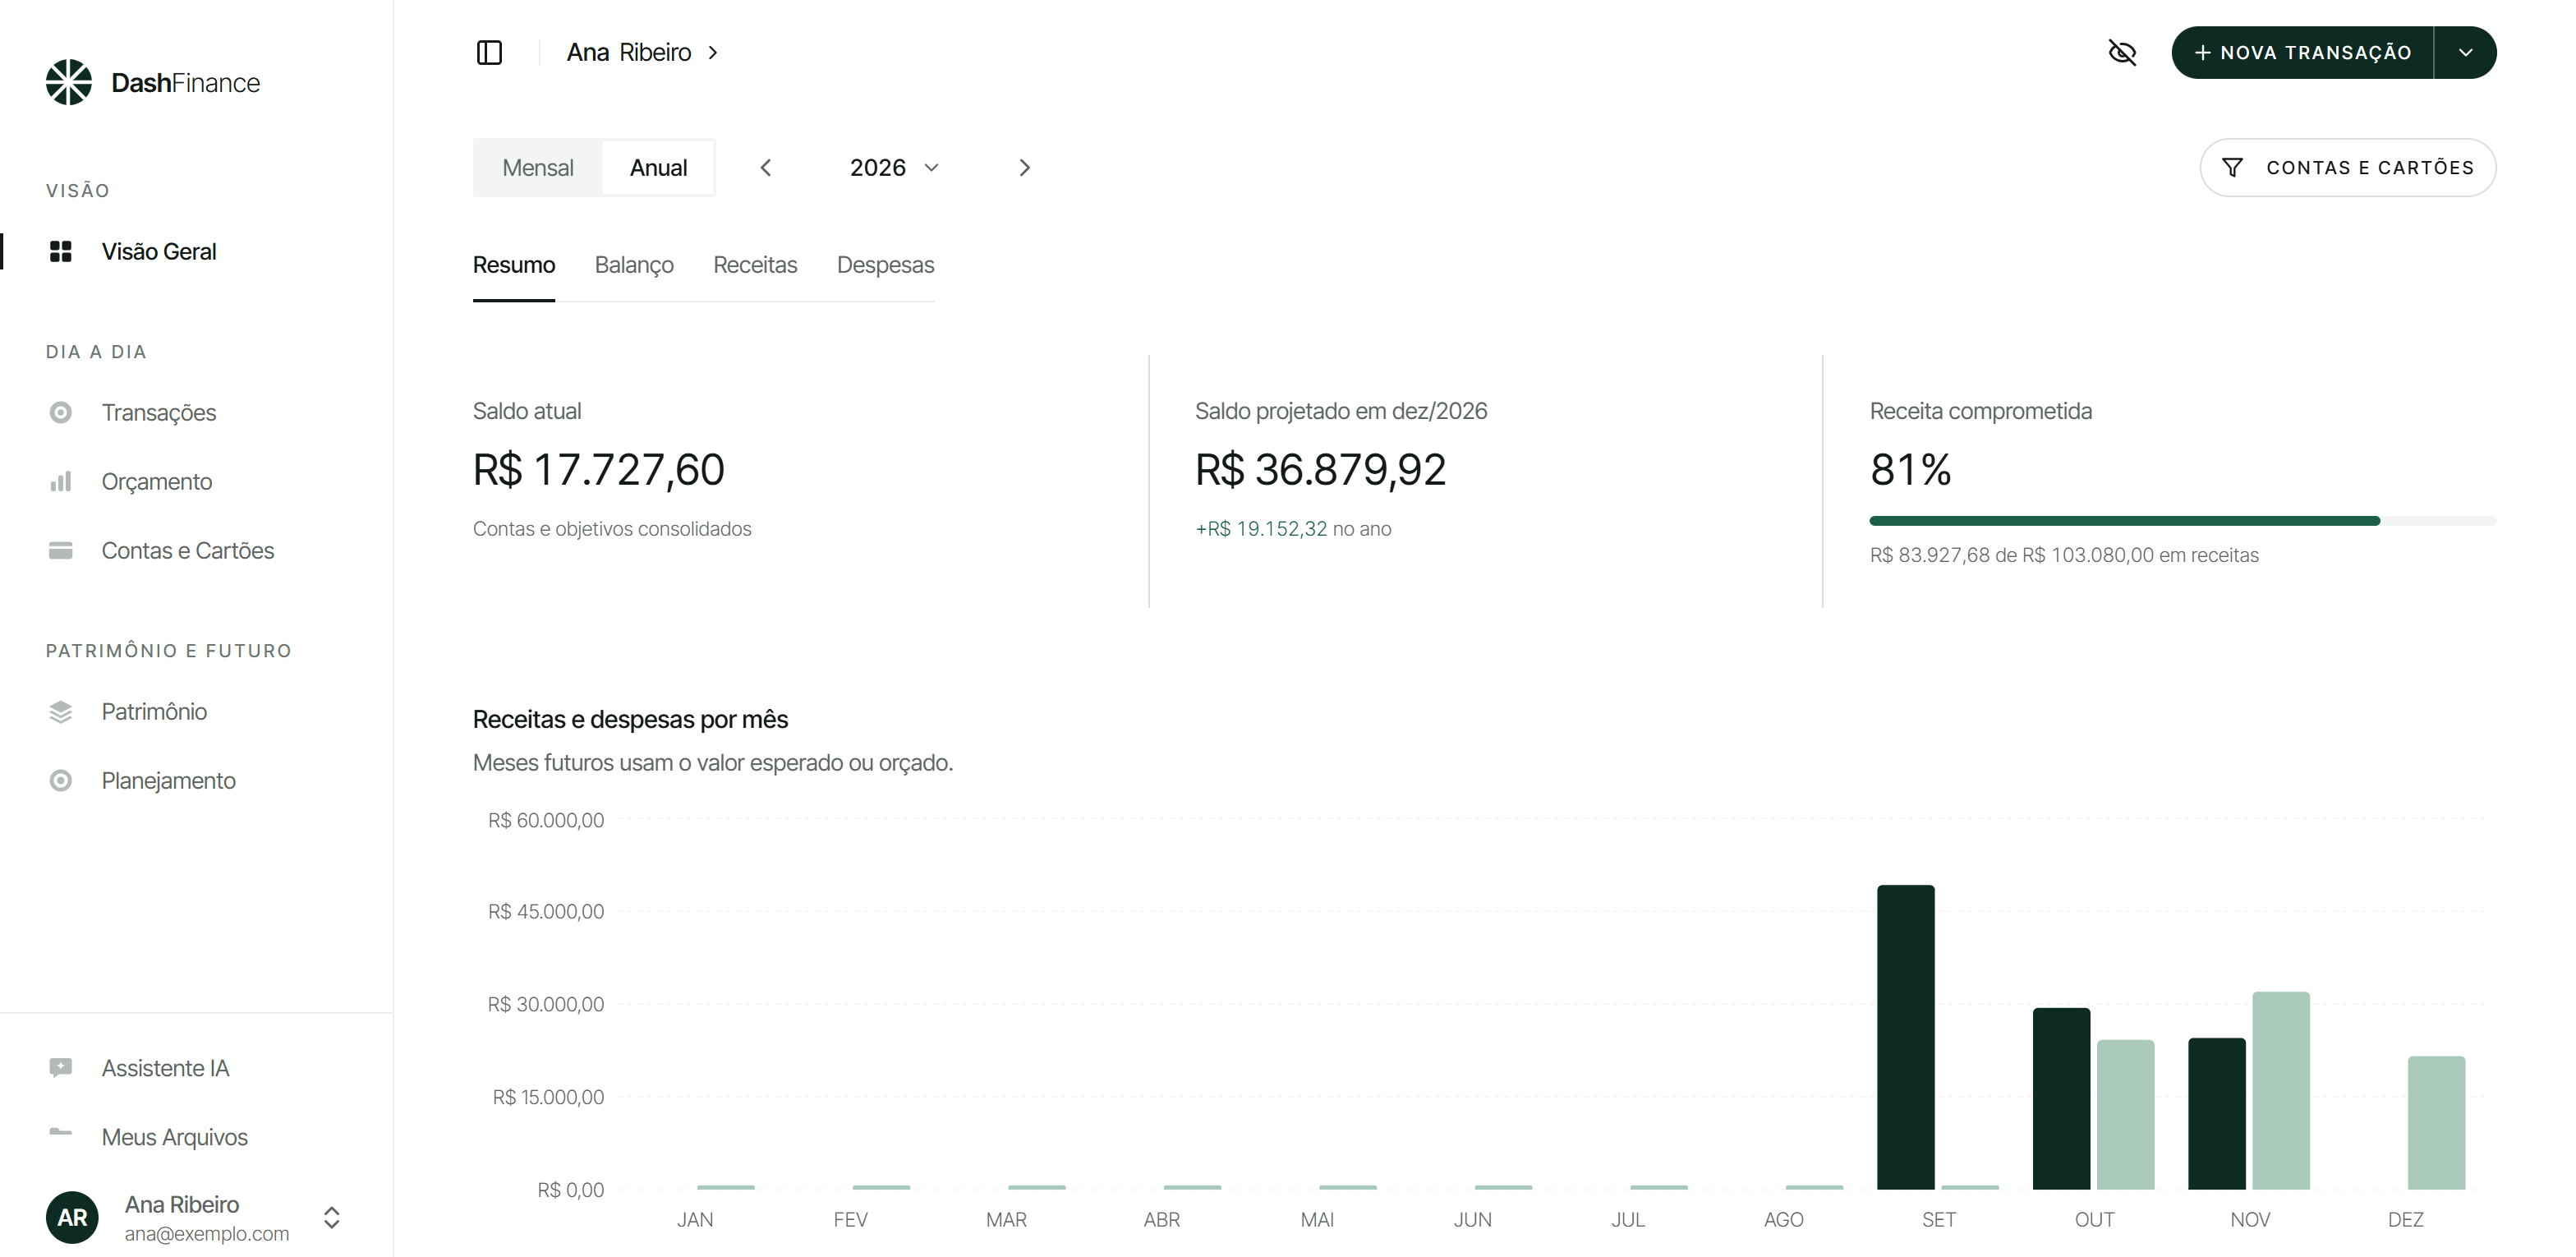 DashFinance
VISÃO
Visão Geral
DIA A DIA
Transações
Orçamento
Contas e Cartões
PATRIMÔNIO E FUTURO
Patrimônio
Planejamento
Assistente IA
Meus Arquivos
AR
Ana Ribeiro
ana@exemplo.com
Ana Ribeiro
NOVA TRANSAÇÃO
Mensal
Anual
2026
CONTAS E CARTÕES
Resumo
Balanço
Receitas
Despesas
Saldo atual
R$ 17.727,60
Contas e objetivos consolidados
Saldo projetado em dez/2026
R$ 36.879,92
+R$ 19.152,32 no ano
Receita comprometida
81%
R$ 83.927,68 de R$ 103.080,00 em receitas
Receitas e despesas por mês
Meses futuros usam o valor esperado ou orçado.
R$ 60.000,00
R$ 45.000,00
R$ 30.000,00
R$ 15.000,00
R$ 0,00
JAN
FEV
MAR
ABR
MAI
JUN
JUL
AGO
SET
OUT
NOV
DEZ